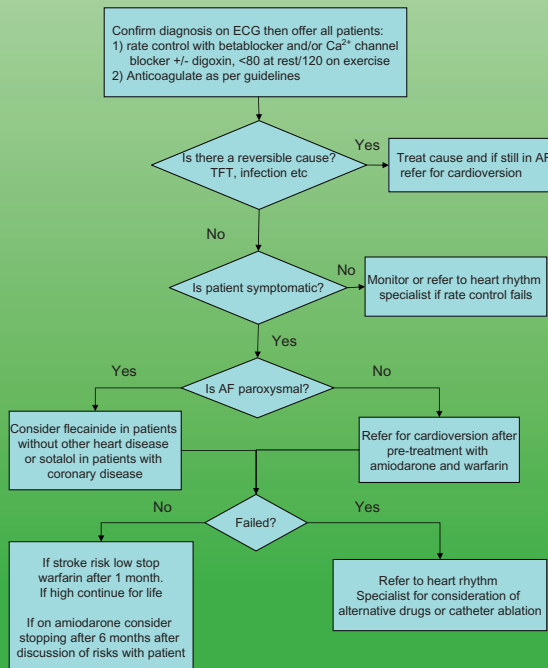 Confirm diagnosis on ECG then offer all patients:
1) rate control with betablocker and/or Ca²⁺ channel
blocker +/- digoxin, <80 at rest/120 on exercise
2) Anticoagulate as per guidelines
Is there a reversible cause?
TFT, infection etc
Yes
Treat cause and if still in AF
refer for cardioversion
No
Is patient symptomatic?
No
Monitor or refer to heart rhythm
specialist if rate control fails
Yes
Is AF paroxysmal?
Yes
No
Consider flecainide in patients
without other heart disease
or sotalol in patients with
coronary disease
Refer for cardioversion after
pre-treatment with
amiodarone and warfarin
Failed?
No
Yes
If stroke risk low stop
warfarin after 1 month.
If high continue for life
If on amiodarone consider
stopping after 6 months after
discussion of risks with patient
Refer to heart rhythm
Specialist for consideration of
alternative drugs or catheter ablation